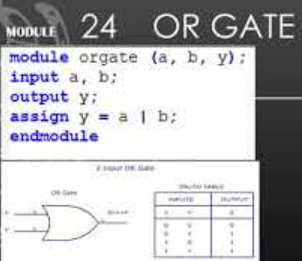 MODULE 24 OR GATE
module orgate (a, b, y);
input a, b;
output y;
assign y = a | b;
endmodule
2 input OR Gate
OR Gate
TRUTH TABLE
INPUTS OUTPUT
0 0 0
0 1 1
1 0 1
1 1 1